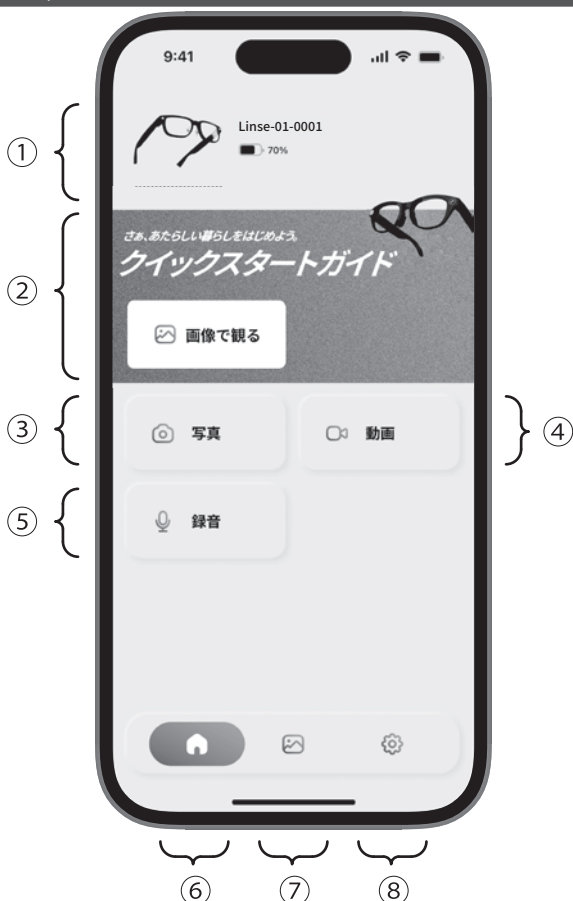 9:41
①
Linse-01-0001
70%
②
さぁ、あたらしい暮らしをはじめよう。
クイックスタートガイド
画像で観る
③
写真
動画
④
⑤
録音
⑥
⑦
⑧